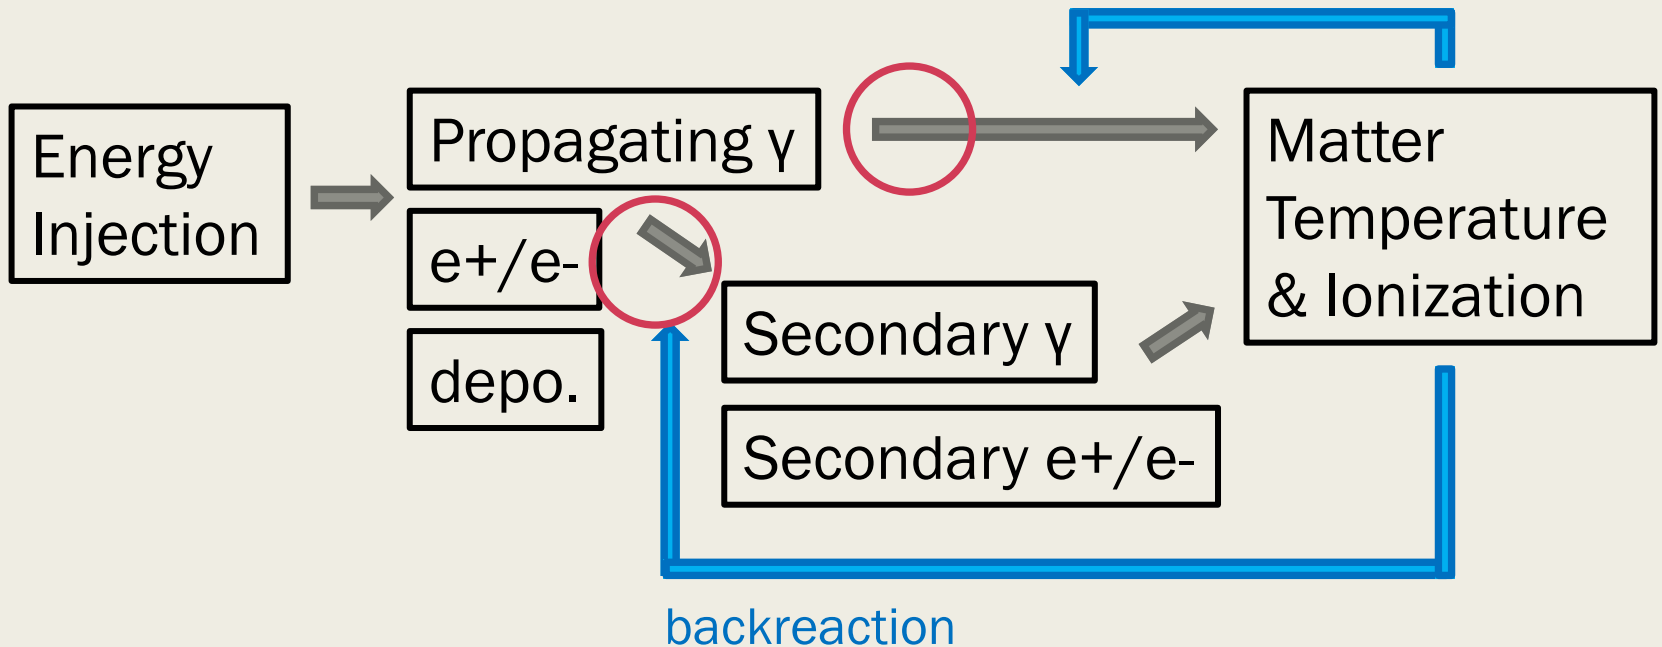 Energy
Injection
Propagating γ
e+/e-
depo.
Secondary γ
Secondary e+/e-
Matter
Temperature
& Ionization
backreaction